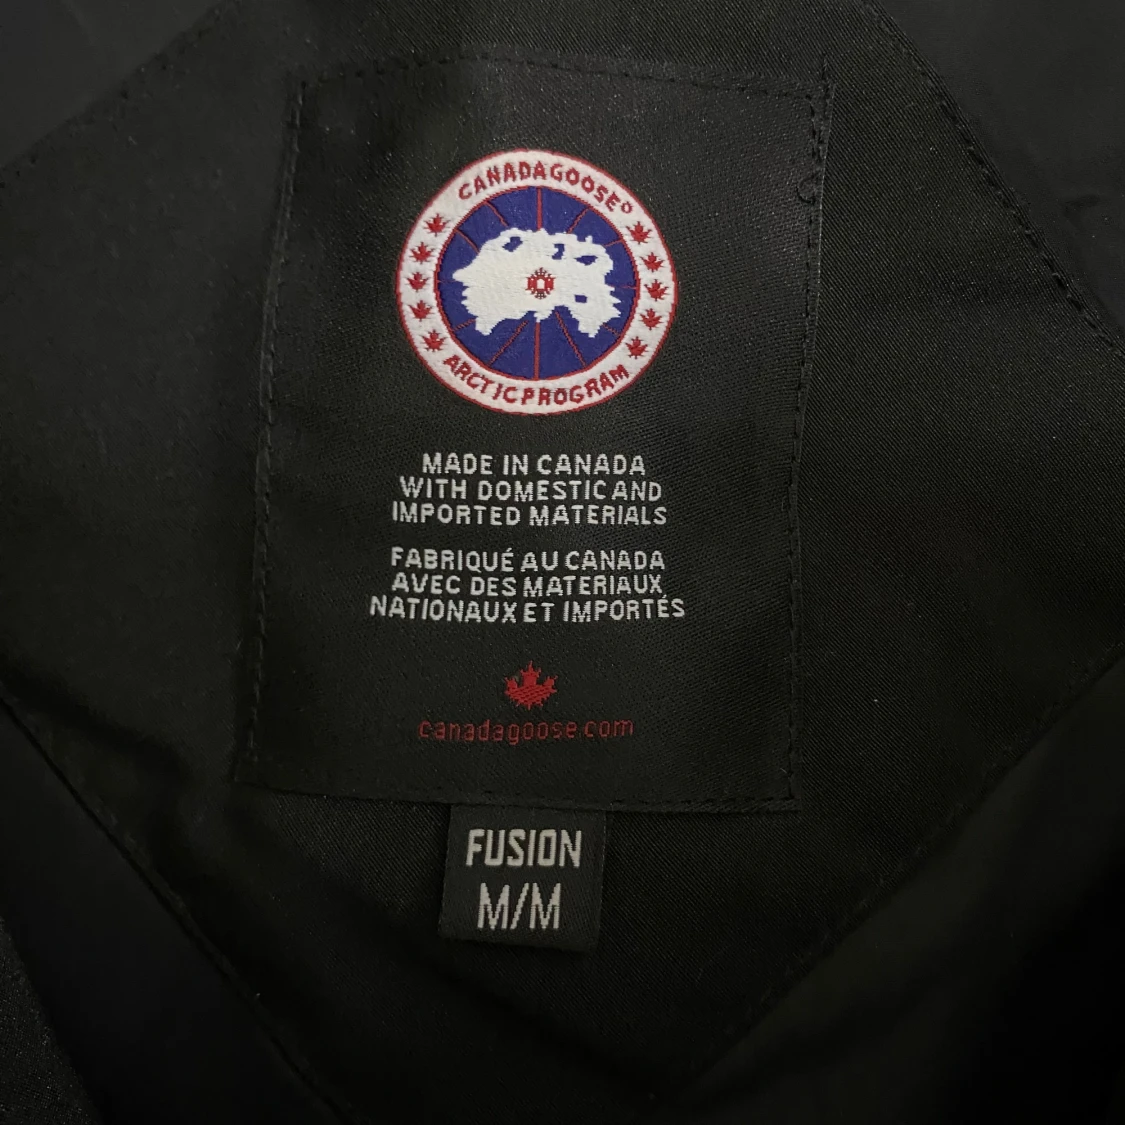 CANADA GOOSE
ARCTIC PROGRAM
MADE IN CANADA
WITH DOMESTIC AND
IMPORTED MATERIALS
FABRIQUÉ AU CANADA
AVEC DES MATERIAUX
NATIONAUX ET IMPORTÉS
canadagoose.com
FUSION
M/M